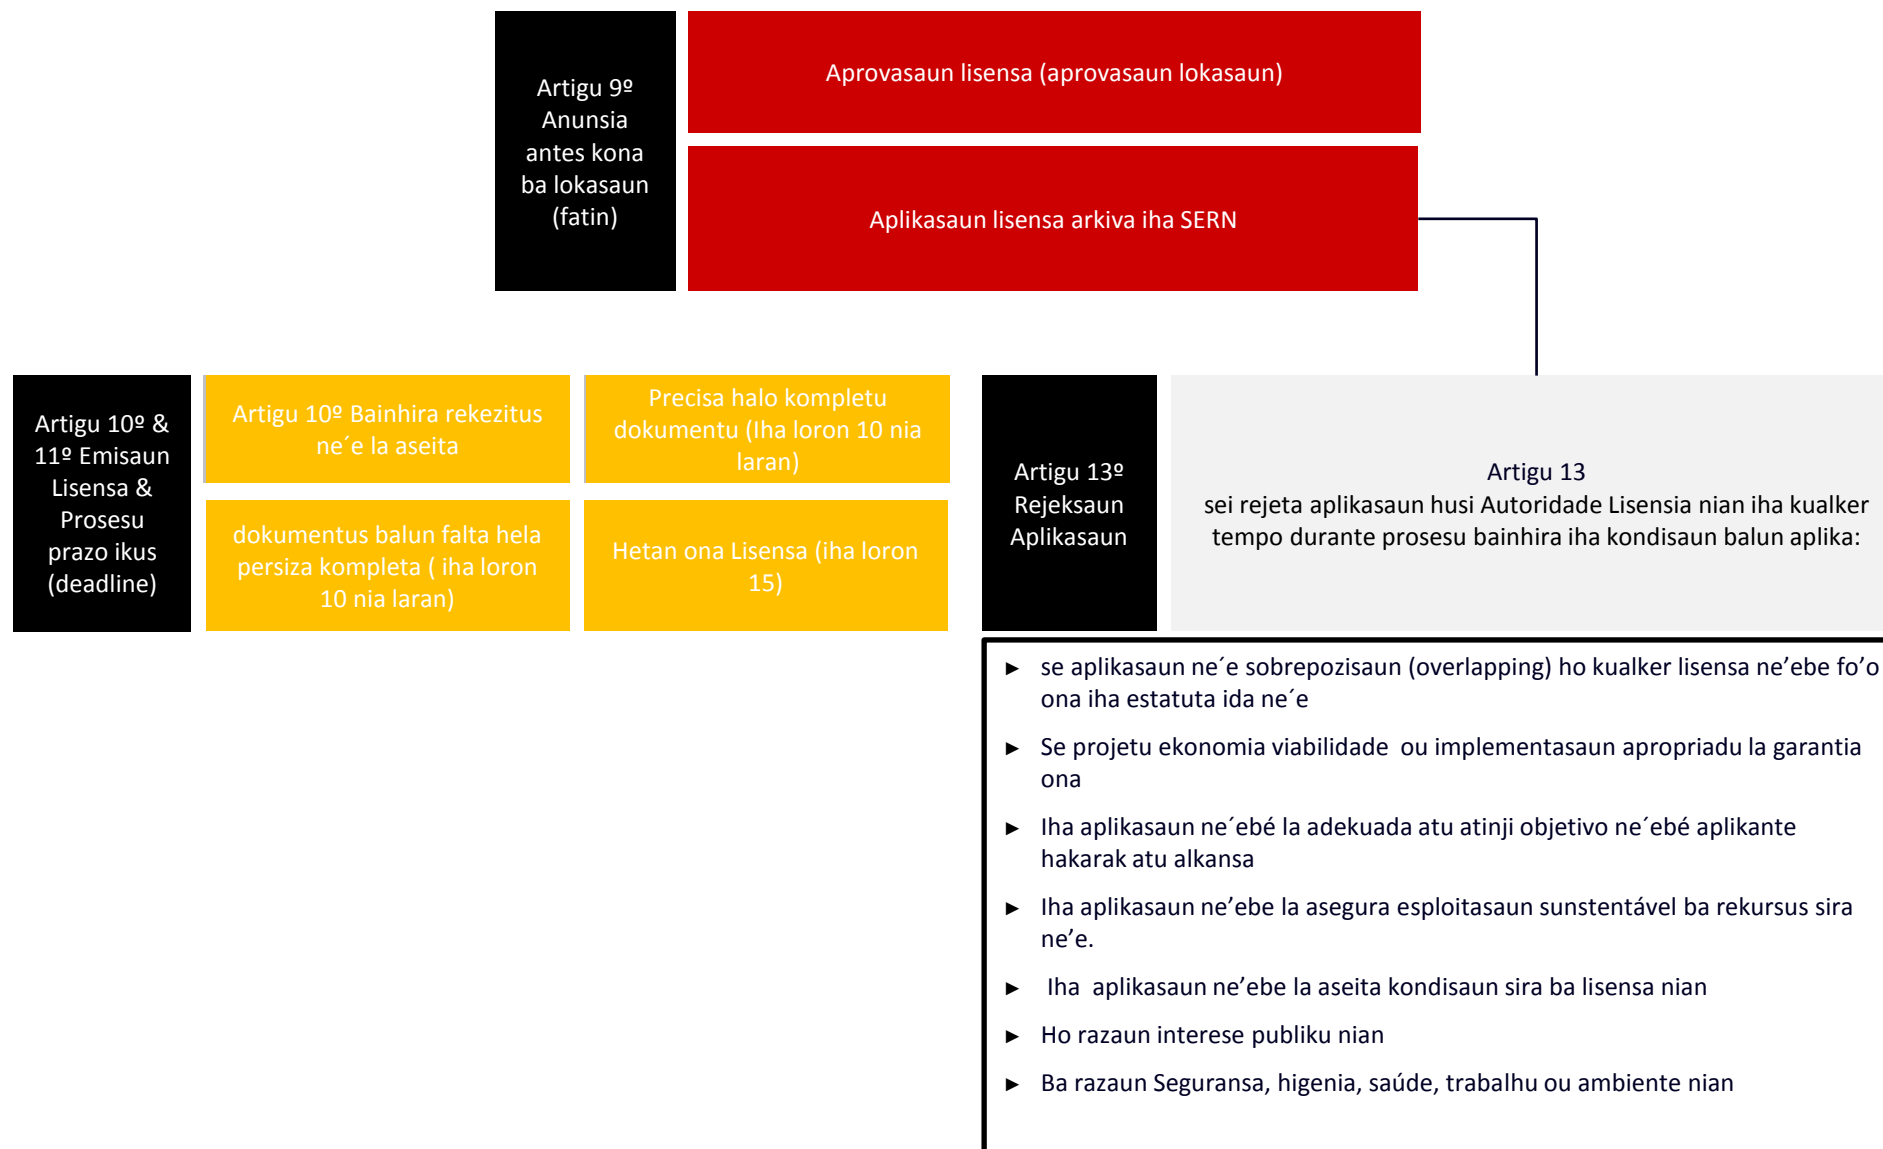 Artigu 9º
Anunsia
antes kona
ba lokasaun
(fatin)
Aprovasaun lisensa (aprovasaun lokasaun)
Aplikasaun lisensa arkiva iha SERN
Artigu 10º &
11º Emisaun
Lisensa &
Prosesu
prazo ikus
(deadline)
Artigu 10º Bainhira rekezitus
ne´e la aseita
Precisa halo kompletu
dokumentu (Iha loron 10 nia
laran)
dokumentus balun falta hela
persiza kompleta ( iha loron
10 nia laran)
Hetan ona Lisensa (iha loron
15)
Artigu 13º
Rejeksaun
Aplikasaun
Artigu 13
sei rejeta aplikasaun husi Autoridade Lisensia nian iha kualker
tempo durante prosesu bainhira iha kondisaun balun aplika:
► se aplikasaun ne´e sobrepozisaun (overlapping) ho kualker lisensa ne’ebe fo’o
ona iha estatuta ida ne´e
► Se projetu ekonomia viabilidade  ou implementasaun apropriadu la garantia
ona
► Iha aplikasaun ne´ebé la adekuada atu atinji objetivo ne´ebé aplikante
hakarak atu alkansa
► Iha aplikasaun ne’ebe la asegura esploitasaun sunstentável ba rekursus sira
ne’e.
► Iha  aplikasaun ne’ebe la aseita kondisaun sira ba lisensa nian
► Ho razaun interese publiku nian
► Ba razaun Seguransa, higenia, saúde, trabalhu ou ambiente nian